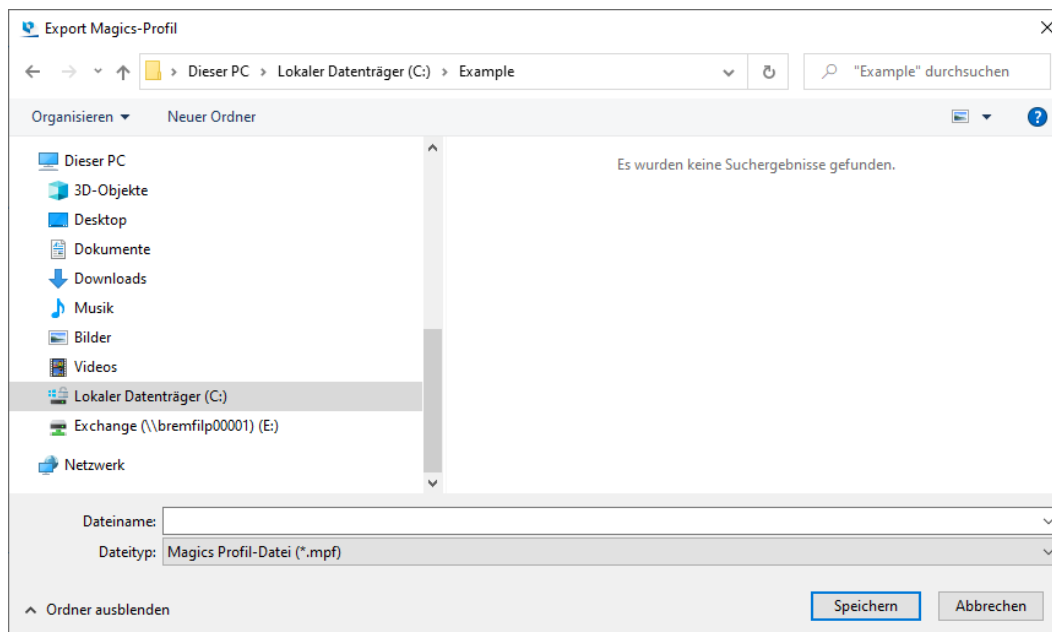 Export Magics-Profil
Dieser PC > Lokaler Datenträger (C:) > Example
"Example" durchsuchen
Organisieren
Neuer Ordner
?
Dieser PC
3D-Objekte
Desktop
Dokumente
Downloads
Musik
Bilder
Videos
Lokaler Datenträger (C:)
Exchange (\\bremfilp00001) (E:)
Netzwerk
Es wurden keine Suchergebnisse gefunden.
Dateiname:
Dateityp: Magics Profil-Datei (*.mpf)
Ordner ausblenden
Speichern
Abbrechen